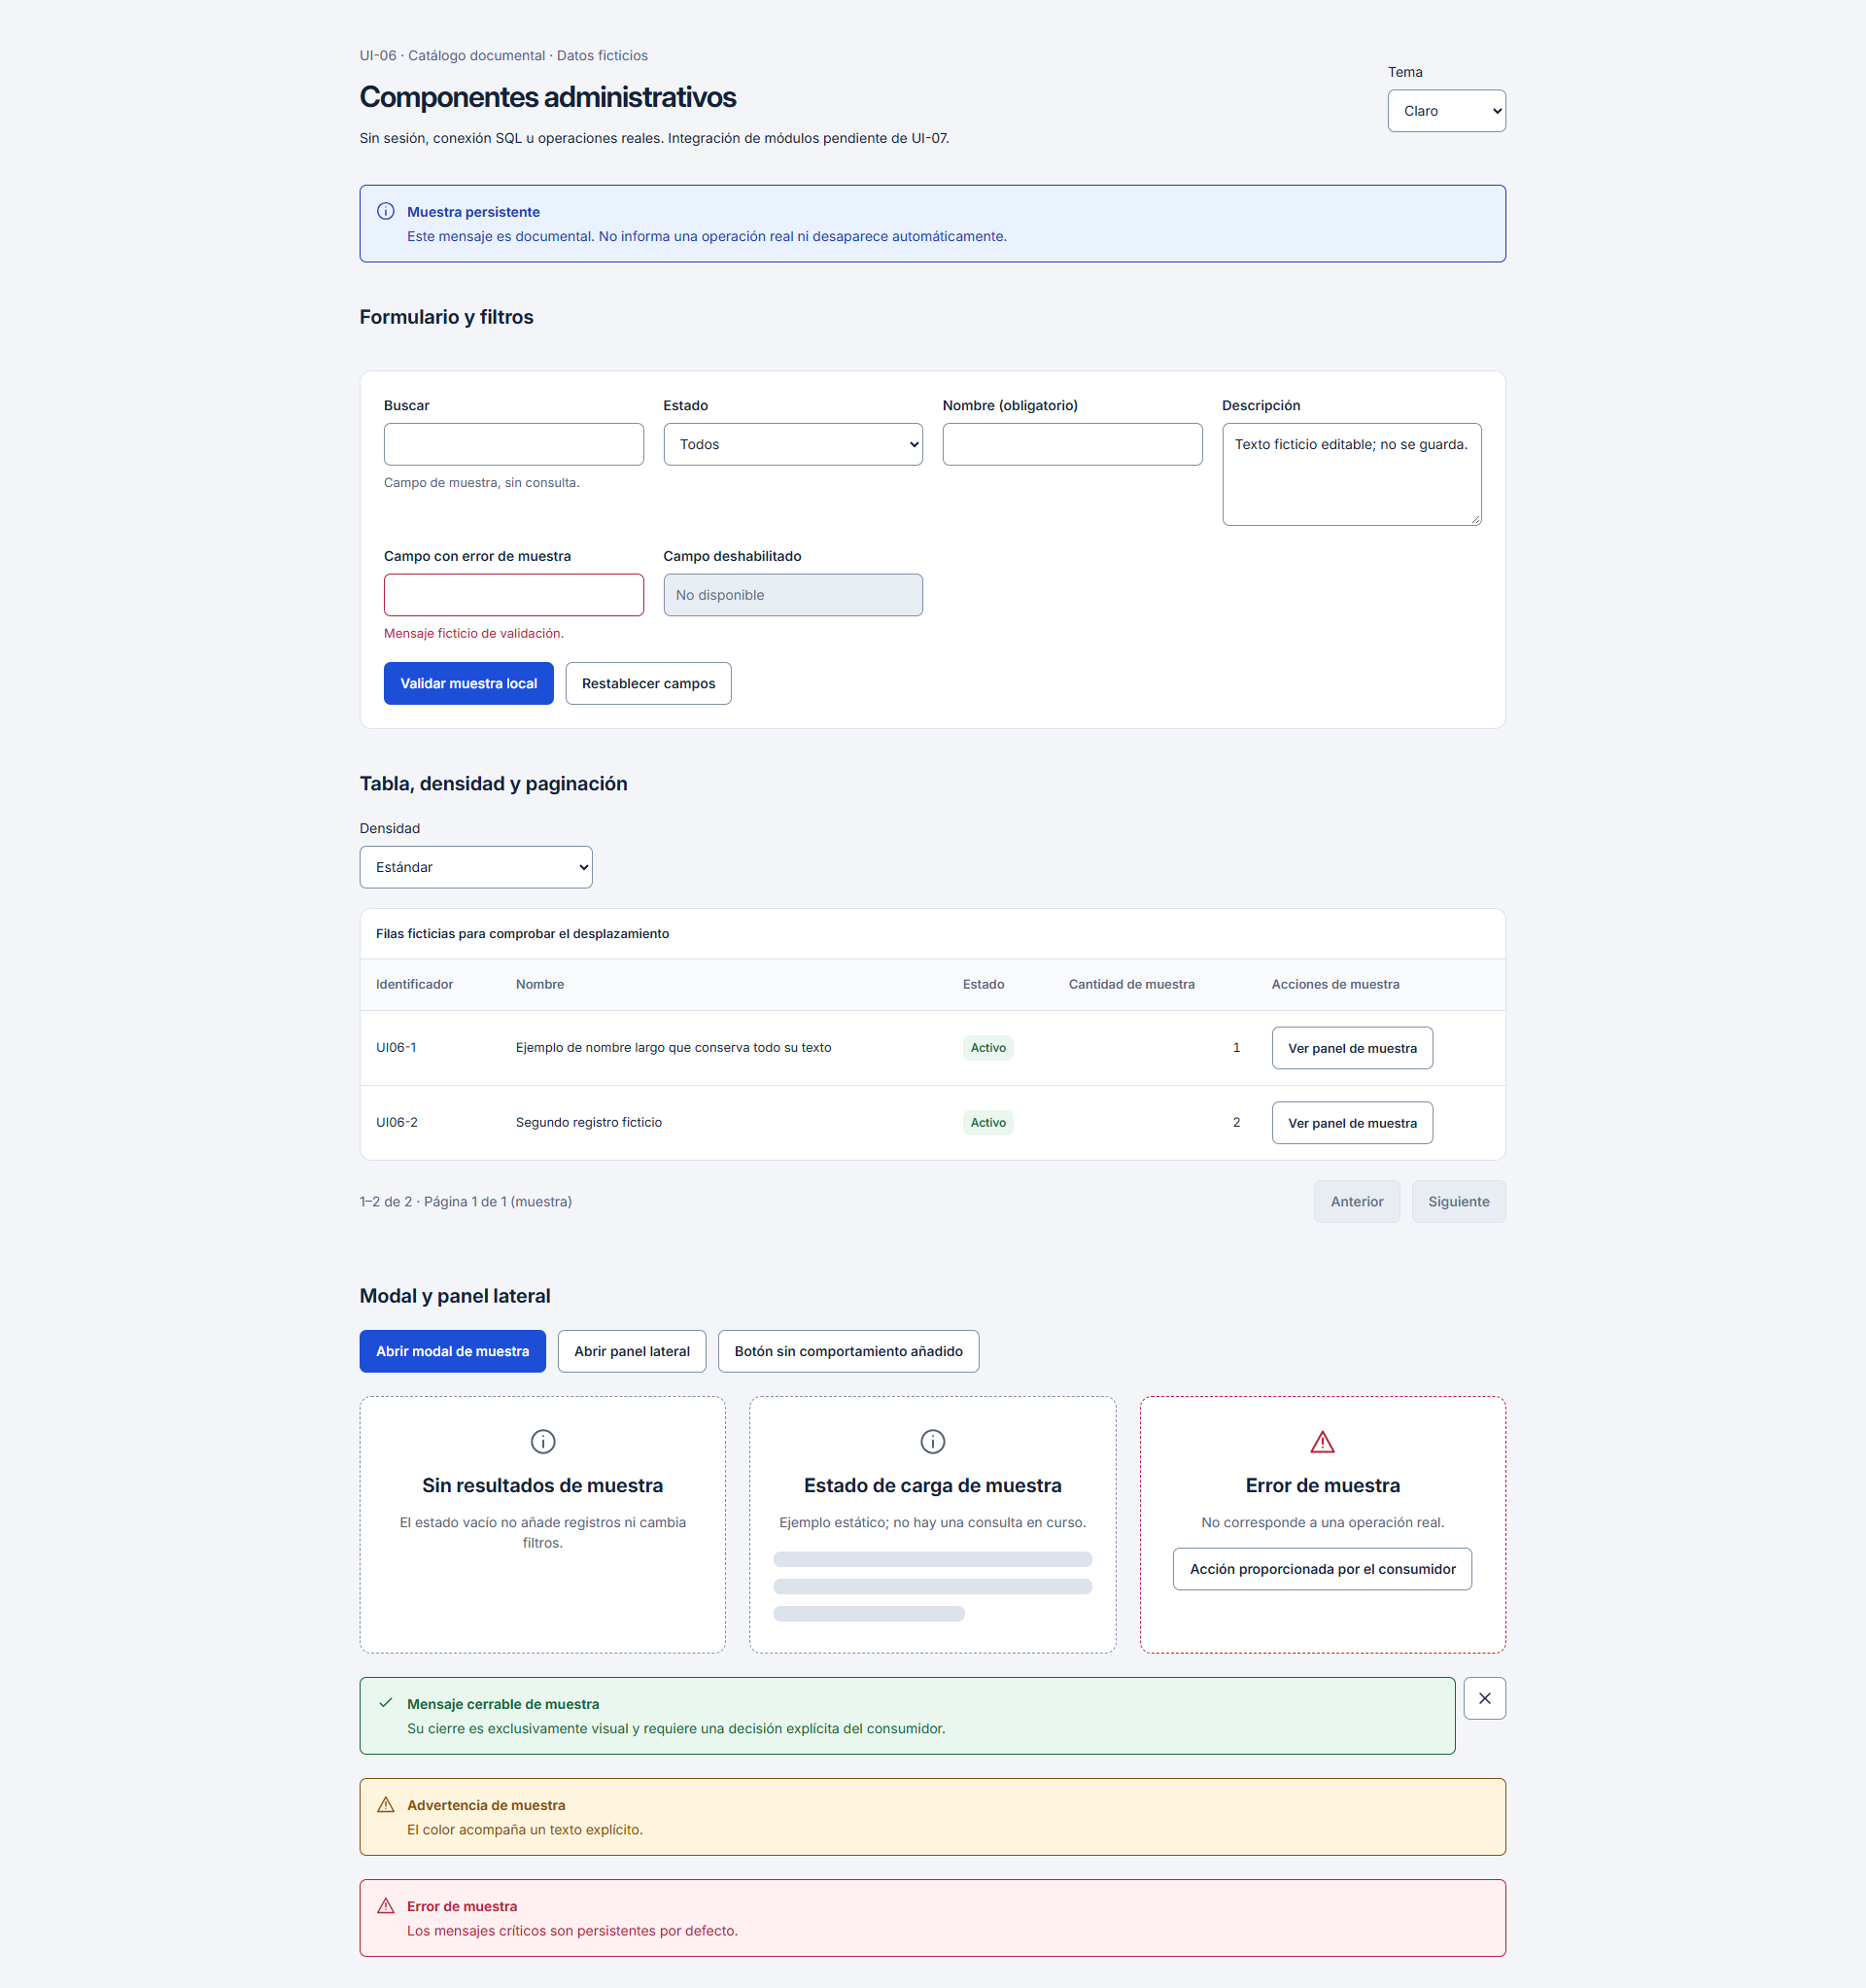 UI-06 · Catálogo documental · Datos ficticios
Componentes administrativos
Sin sesión, conexión SQL u operaciones reales. Integración de módulos pendiente de UI-07.
Tema
Claro
Muestra persistente
Este mensaje es documental. No informa una operación real ni desaparece automáticamente.
Formulario y filtros
Buscar
Campo de muestra, sin consulta.
Estado
Todos
Nombre (obligatorio)
Descripción
Texto ficticio editable; no se guarda.
Campo con error de muestra
Mensaje ficticio de validación.
Campo deshabilitado
No disponible
Validar muestra local
Restablecer campos
Tabla, densidad y paginación
Densidad
Estándar
Filas ficticias para comprobar el desplazamiento
Identificador Nombre Estado Cantidad de muestra Acciones de muestra
UI06-1 Ejemplo de nombre largo que conserva todo su texto Activo 1 Ver panel de muestra
UI06-2 Segundo registro ficticio Activo 2 Ver panel de muestra
1–2 de 2 · Página 1 de 1 (muestra)
Anterior
Siguiente
Modal y panel lateral
Abrir modal de muestra
Abrir panel lateral
Botón sin comportamiento añadido
Sin resultados de muestra
El estado vacío no añade registros ni cambia
filtros.
Estado de carga de muestra
Ejemplo estático; no hay una consulta en curso.
Error de muestra
No corresponde a una operación real.
Acción proporcionada por el consumidor
Mensaje cerrable de muestra
Su cierre es exclusivamente visual y requiere una decisión explícita del consumidor.
Advertencia de muestra
El color acompaña un texto explícito.
Error de muestra
Los mensajes críticos son persistentes por defecto.